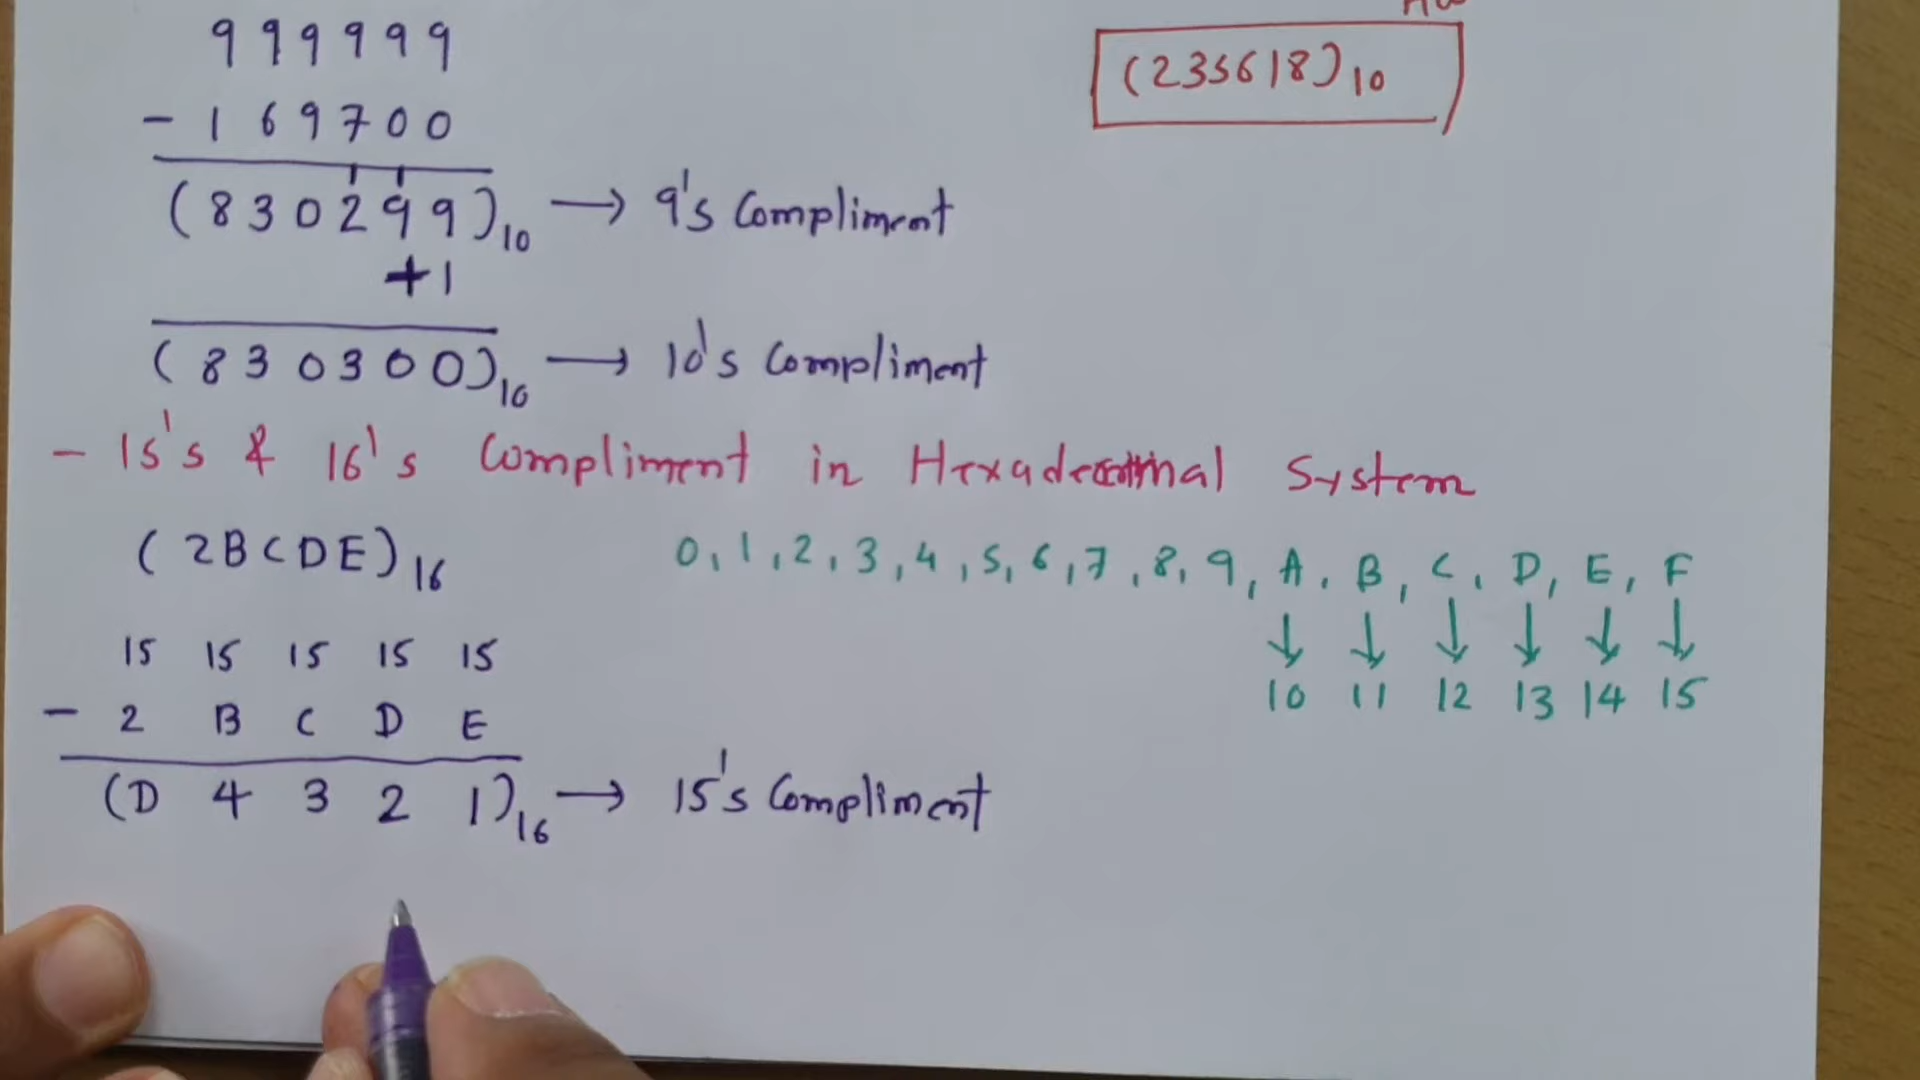 999999
(235618)10
- 169700
(830299)10 → 9's Compliment
+1
(830300)10 → 10's Compliment
- 15's & 16's Compliment in Hexadecimal System
(2BCDE)16
0, 1, 2, 3, 4, 5, 6, 7, 8, 9, A, B, C, D, E, F
↓ ↓ ↓ ↓ ↓ ↓
10 11 12 13 14 15
15 15 15 15 15
- 2 B C D E
(D 4 3 2 1)16 → 15's Compliment